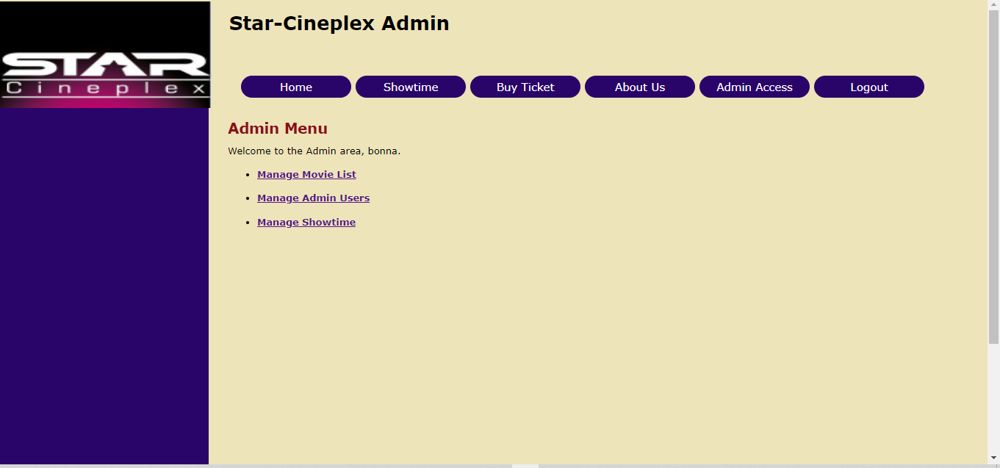 STAR
Cineplex
Star-Cineplex Admin
Home Showtime Buy Ticket About Us Admin Access Logout
Admin Menu
Welcome to the Admin area, bonna.
Manage Movie List
Manage Admin Users
Manage Showtime